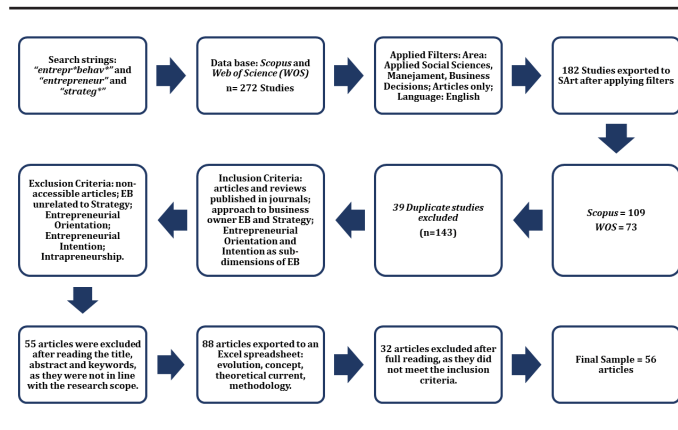 Search strings:
"entrepr*behav*" and
"entrepreneur" and
"strateg*"
Data base: Scopus and
Web of Science (WOS)
n= 272 Studies
Applied Filters: Area:
Applied Social Sciences,
Manejament, Business
Decisions; Articles only;
Language: English
182 Studies exported to
SArt after applying filters
Scopus = 109
WOS = 73
39 Duplicate studies
excluded
(n=143)
Inclusion Criteria:
articles and reviews
published in journals;
approach to business
owner EB and Strategy;
Entrepreneurial
Orientation and
Intention as sub-
dimensions of EB
Exclusion Criteria: non-
accessible articles; EB
unrelated to Strategy;
Entrepreneurial
Orientation;
Entrepreneurial
Intention;
Intrapreneurship.
55 articles were excluded
after reading the title,
abstract and keywords,
as they were not in line
with the research scope.
88 articles exported to an
Excel spreadsheet:
evolution, concept,
theoretical current,
methodology.
32 articles excluded after
full reading, as they did
not meet the inclusion
criteria.
Final Sample = 56
articles